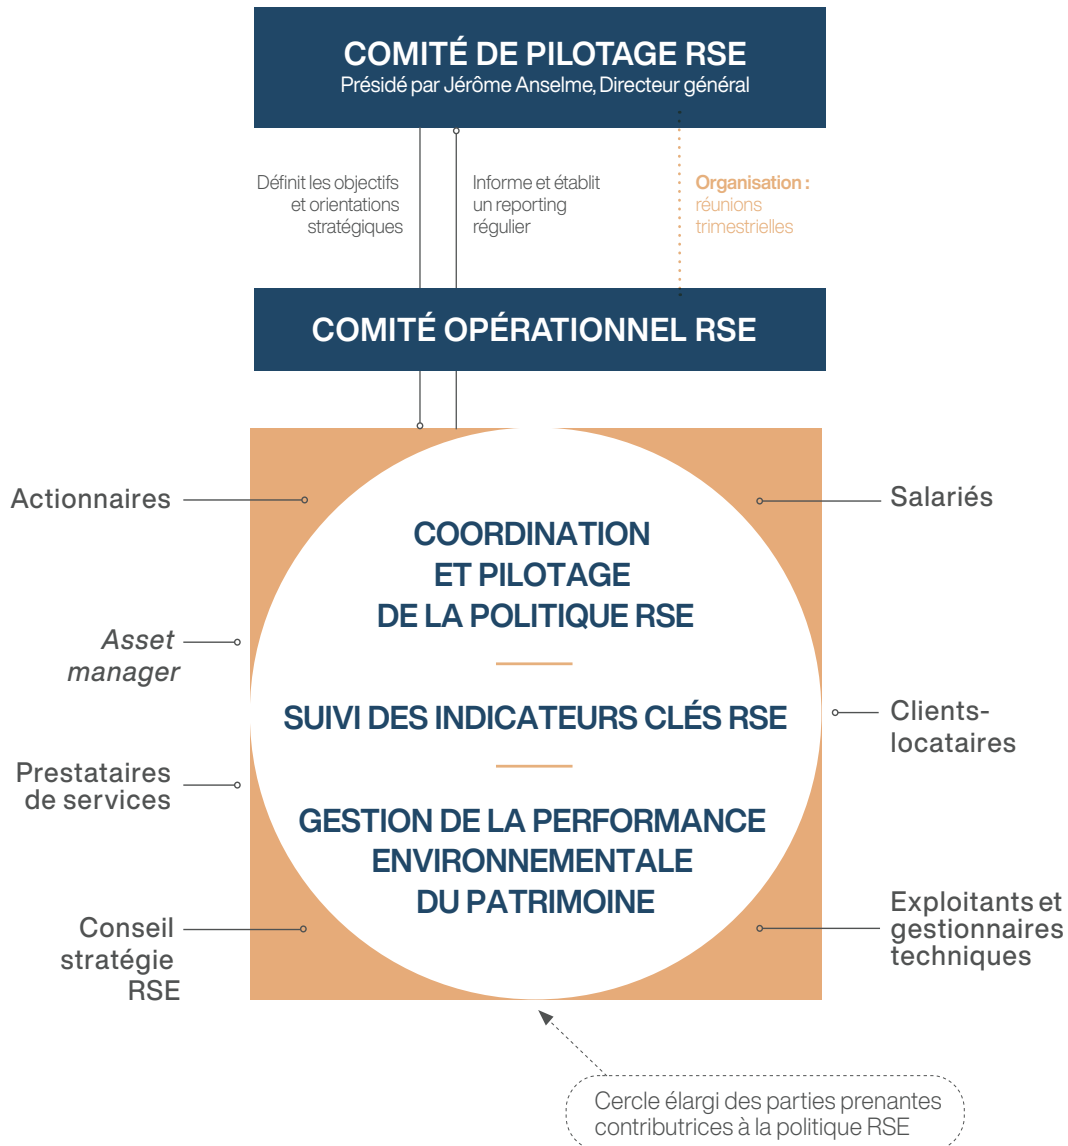 COMITÉ DE PILOTAGE RSE
Présidé par Jérôme Anselme, Directeur général
Définit les objectifs
et orientations
stratégiques
Informe et établit
un reporting
régulier
Organisation :
réunions
trimestrielles
COMITÉ OPÉRATIONNEL RSE
Actionnaires
Asset
manager
Prestataires
de services
Conseil
stratégie
RSE
COORDINATION
ET PILOTAGE
DE LA POLITIQUE RSE
SUIVI DES INDICATEURS CLÉS RSE
GESTION DE LA PERFORMANCE
ENVIRONNEMENTALE
DU PATRIMOINE
Salariés
Clients-
locataires
Exploitants et
gestionnaires
techniques
Cercle élargi des parties prenantes
contributrices à la politique RSE